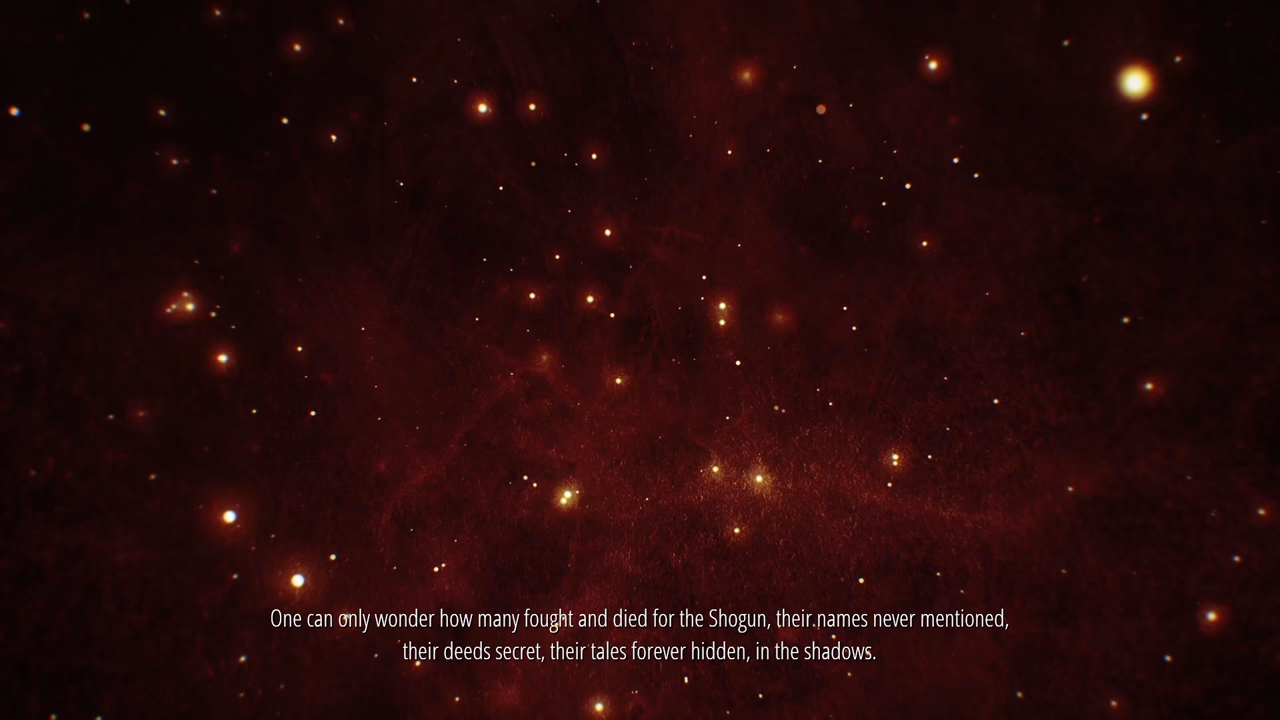 One can only wonder how many fought and died for the Shogun, their names never mentioned,
their deeds secret, their tales forever hidden, in the shadows.